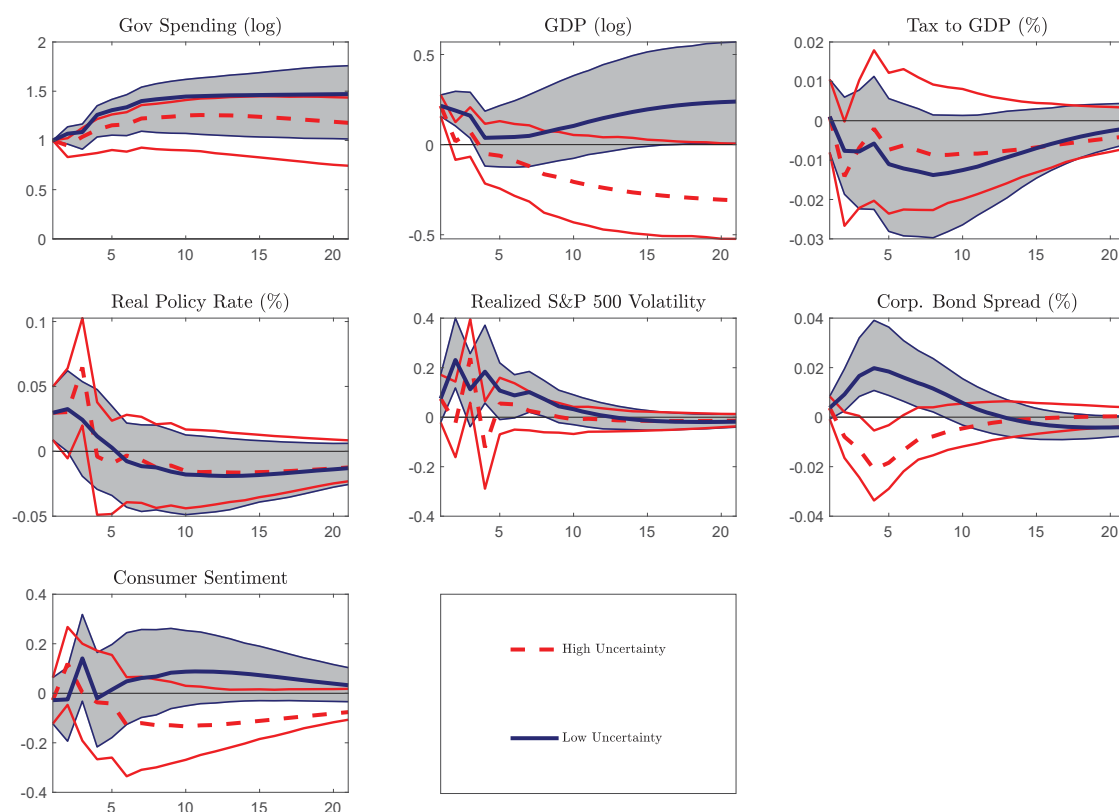 Gov Spending (log)
2
1.5
1
0.5
0
5 10 15 20
GDP (log)
0.5
0
-0.5
5 10 15 20
Tax to GDP (%)
0.02
0.01
0
-0.01
-0.02
-0.03
5 10 15 20
Real Policy Rate (%)
0.1
0.05
0
-0.05
5 10 15 20
Realized S&P 500 Volatility
0.4
0.2
0
-0.2
-0.4
5 10 15 20
Corp. Bond Spread (%)
0.04
0.02
0
-0.02
-0.04
5 10 15 20
Consumer Sentiment
0.4
0.2
0
-0.2
-0.4
5 10 15 20
High Uncertainty
Low Uncertainty